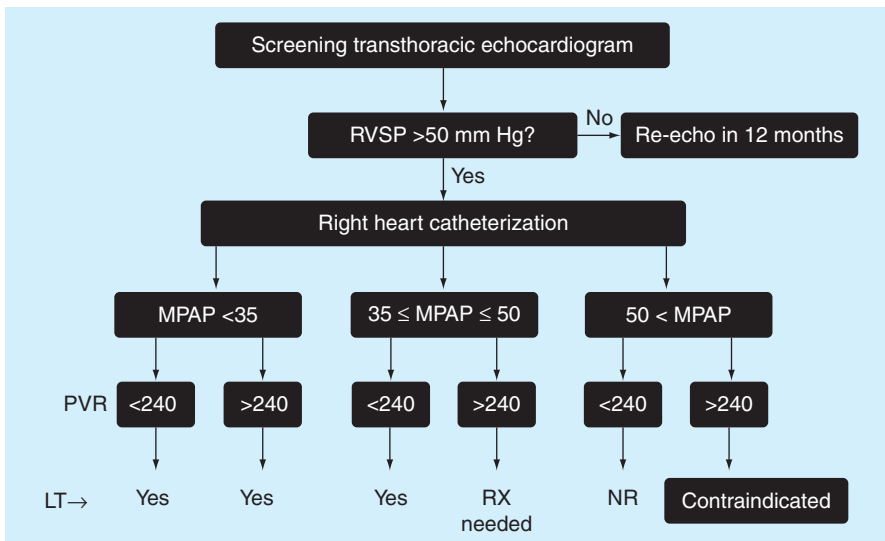 Screening transthoracic echocardiogram
RVSP >50 mm Hg?
No
Re-echo in 12 months
Yes
Right heart catheterization
MPAP <35
35 ≤ MPAP ≤ 50
50 < MPAP
PVR
<240
>240
<240
>240
<240
>240
LT→
Yes
Yes
Yes
RX
needed
NR
Contraindicated